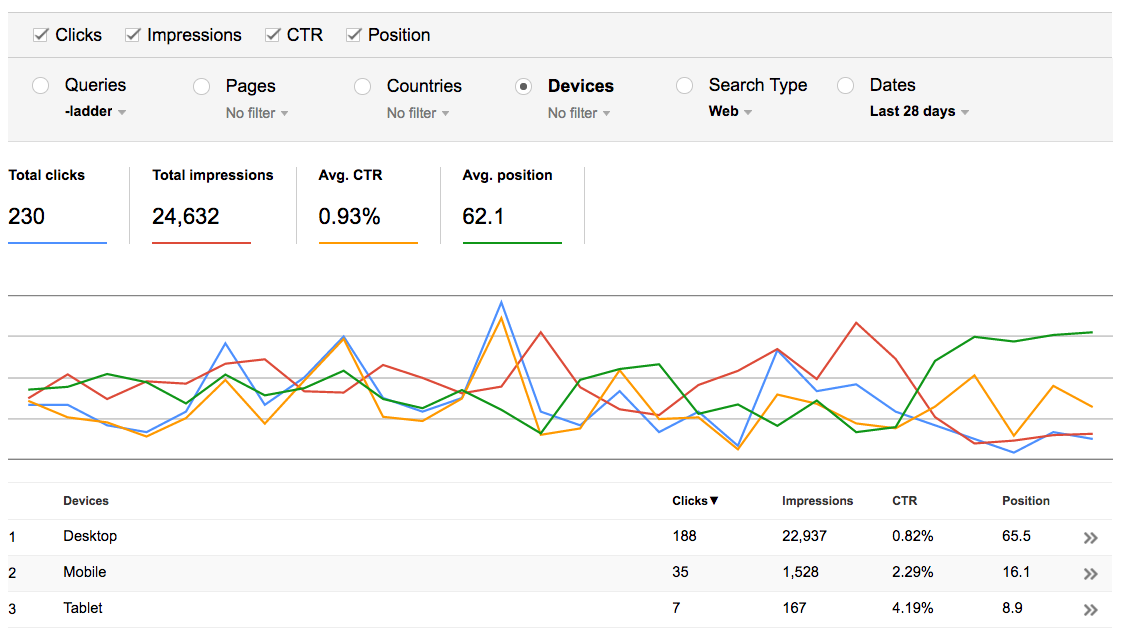 Clicks Impressions CTR Position
Queries Pages Countries Devices Search Type Dates
-ladder No filter No filter No filter Web Last 28 days
Total clicks Total impressions Avg. CTR Avg. position
230 24,632 0.93% 62.1
Devices Clicks▼ Impressions CTR Position
1 Desktop 188 22,937 0.82% 65.5 »
2 Mobile 35 1,528 2.29% 16.1 »
3 Tablet 7 167 4.19% 8.9 »